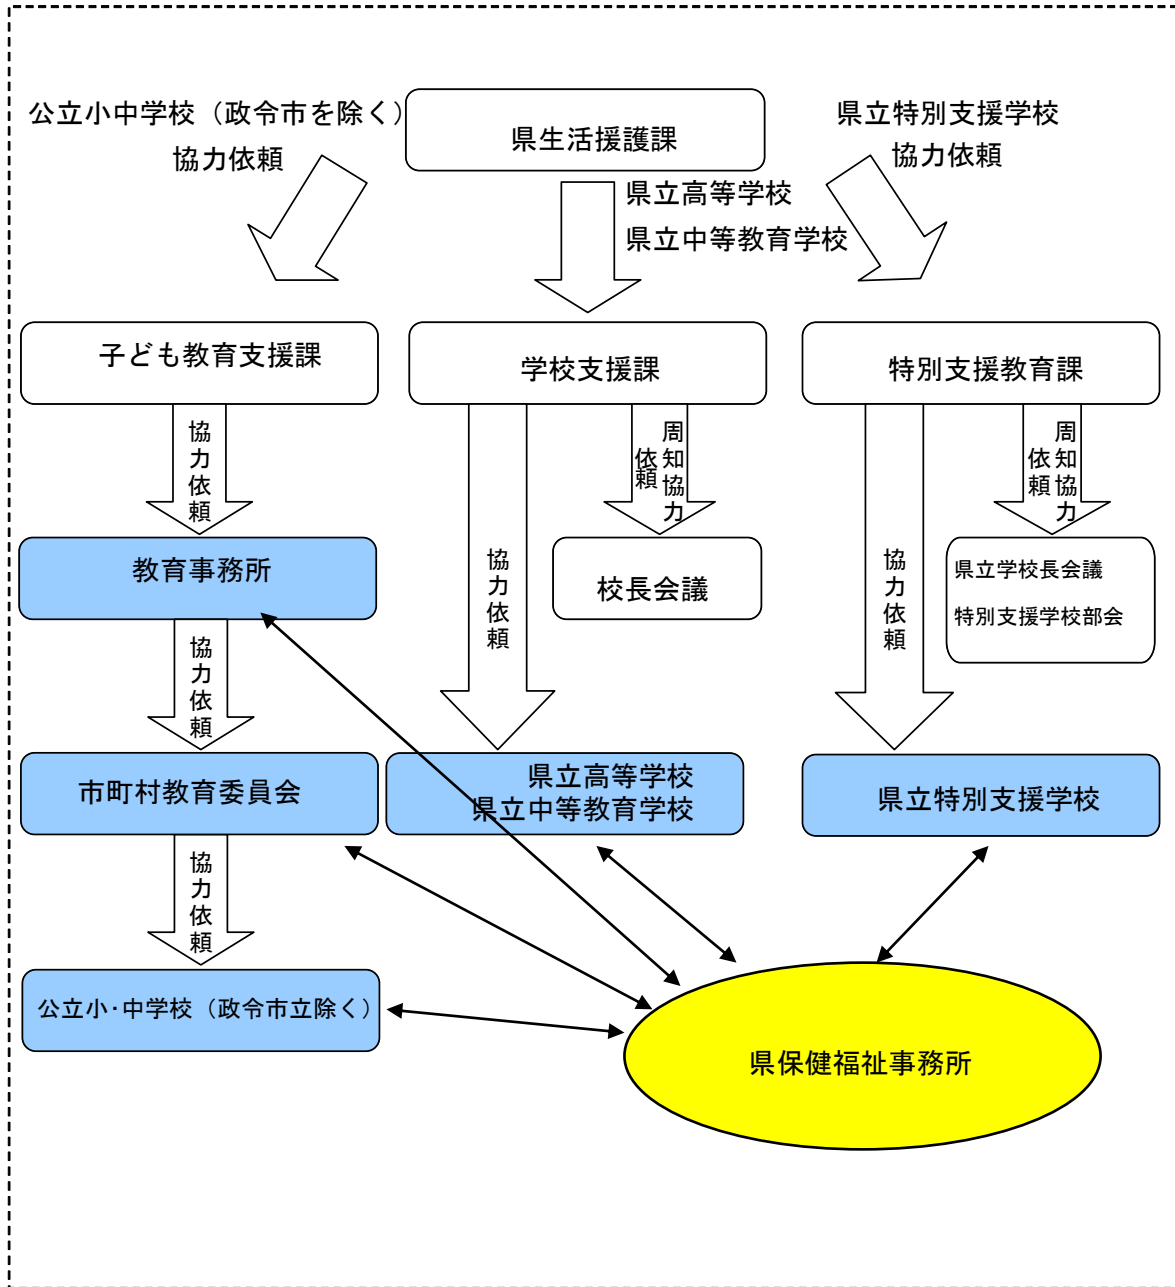 公立小中学校（政令市を除く）
協力依頼
県生活援護課
県立特別支援学校
協力依頼
県立高等学校
県立中等教育学校
子ども教育支援課
学校支援課
特別支援教育課
協力依頼
周知協力
依頼
周知協力
依頼
教育事務所
校長会議
県立学校長会議
特別支援学校部会
協力依頼
協力依頼
協力依頼
市町村教育委員会
県立高等学校
県立中等教育学校
県立特別支援学校
協力依頼
公立小・中学校（政令市立除く）
県保健福祉事務所